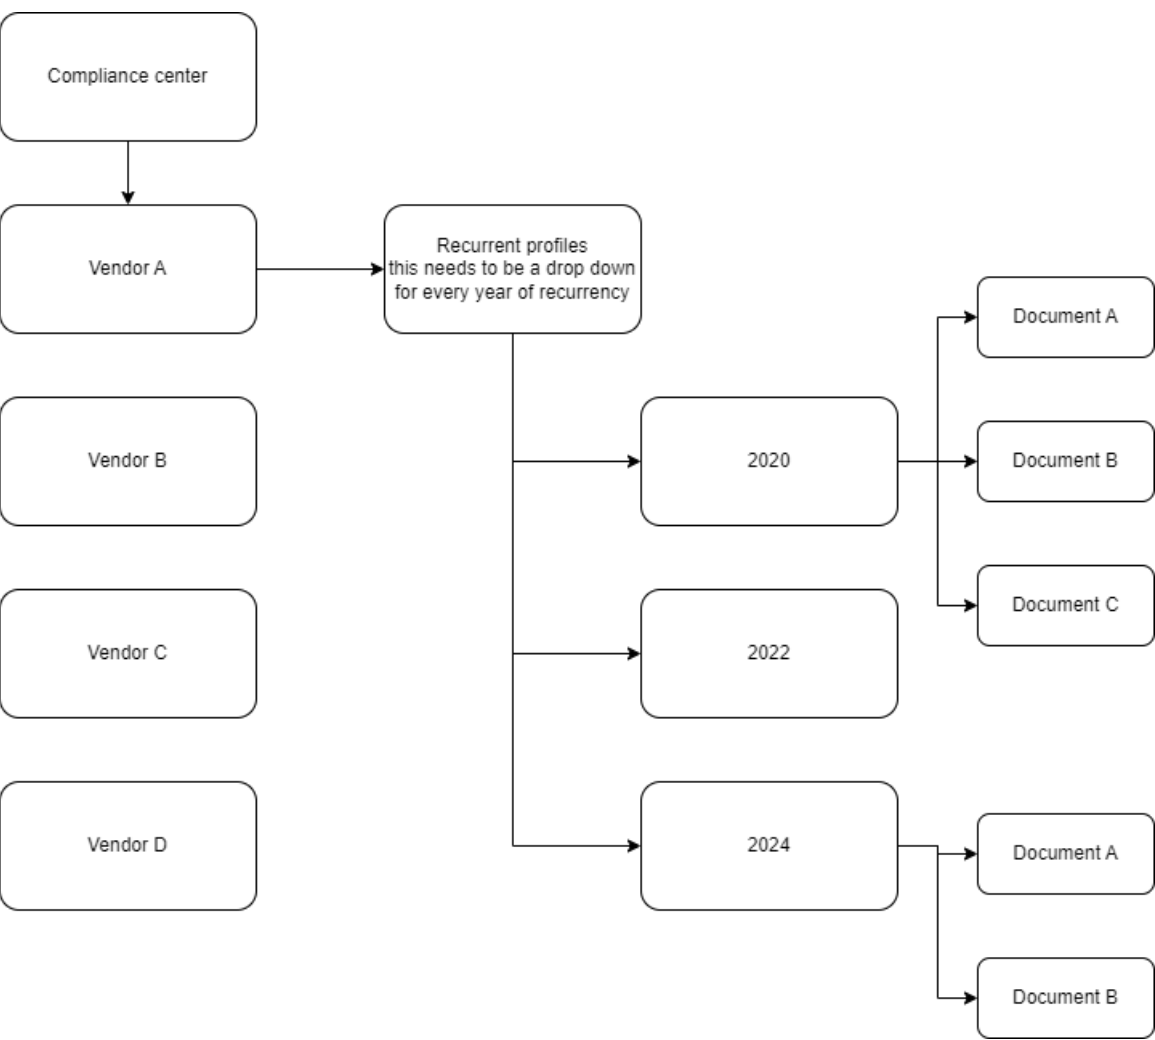 Compliance center
Vendor A
Recurrent profiles
this needs to be a drop down
for every year of recurrency
Document A
Vendor B
2020
Document B
Document C
Vendor C
2022
Vendor D
2024
Document A
Document B